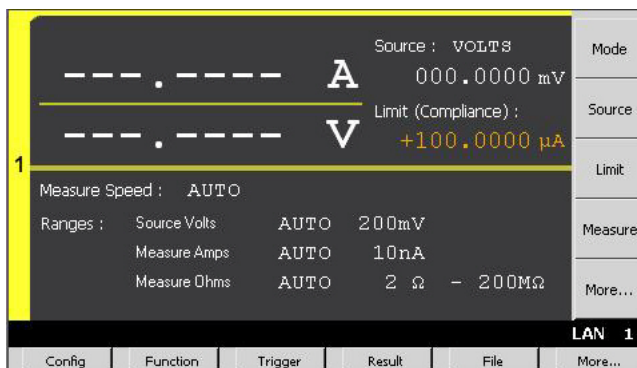 1
---.---- A
---.---- V
Source : VOLTS
000.0000 mV
Limit (Compliance) :
+100.0000 µA
Measure Speed : AUTO
Ranges : Source Volts AUTO 200mV
Measure Amps AUTO 10nA
Measure Ohms AUTO 2 Ω - 200MΩ
Mode
Source
Limit
Measure
More...
LAN 1
Config Function Trigger Result File More...